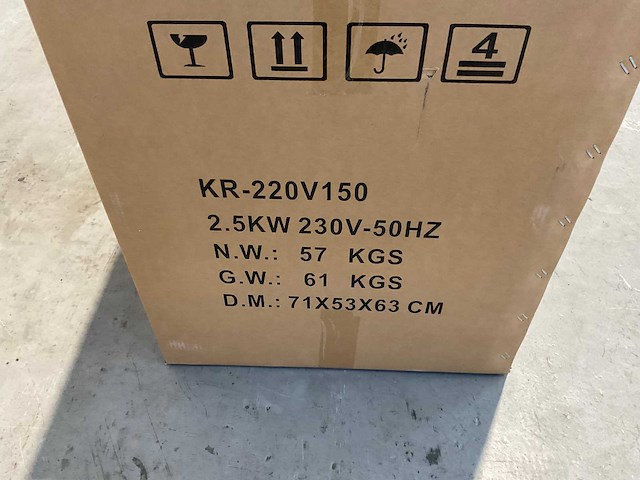 4
KR-220V150
2.5KW 230V-50HZ
N.W.: 57 KGS
G.W.: 61 KGS
D.M.: 71X53X63 CM